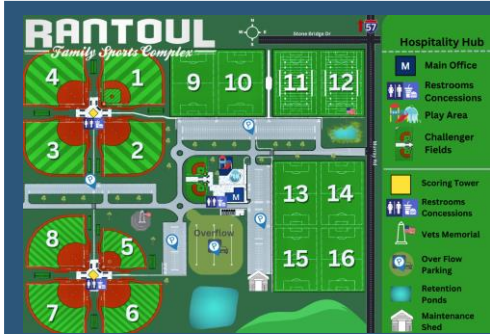 RANTOUL
Family Sports Complex
Stone Bridge Dr
57
4
1
9
10
11
12
3
2
M
13
14
Overflow
8
5
15
16
7
6
Hospitality Hub
M
Main Office
Restrooms
Concessions
Play Area
Challenger
Fields
Scoring Tower
Restrooms
Concessions
Vets Memorial
Over Flow
Parking
Retention
Ponds
Maintenance
Shed